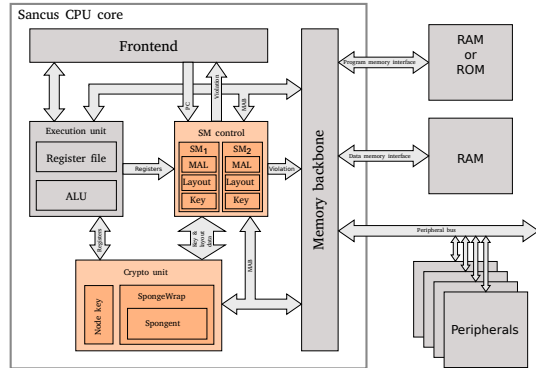 Sancus CPU core
Frontend
RAM
or
ROM
Program memory interface
PC
Violation
MAB
Execution unit
Register file
ALU
Registers
SM control
SM1
MAL
Layout
Key
SM2
MAL
Layout
Key
Violation
Memory backbone
Data memory interface
RAM
Peripheral bus
Registers
Key &
layout
data
MAB
Crypto unit
Node key
SpongeWrap
Spongent
Peripherals